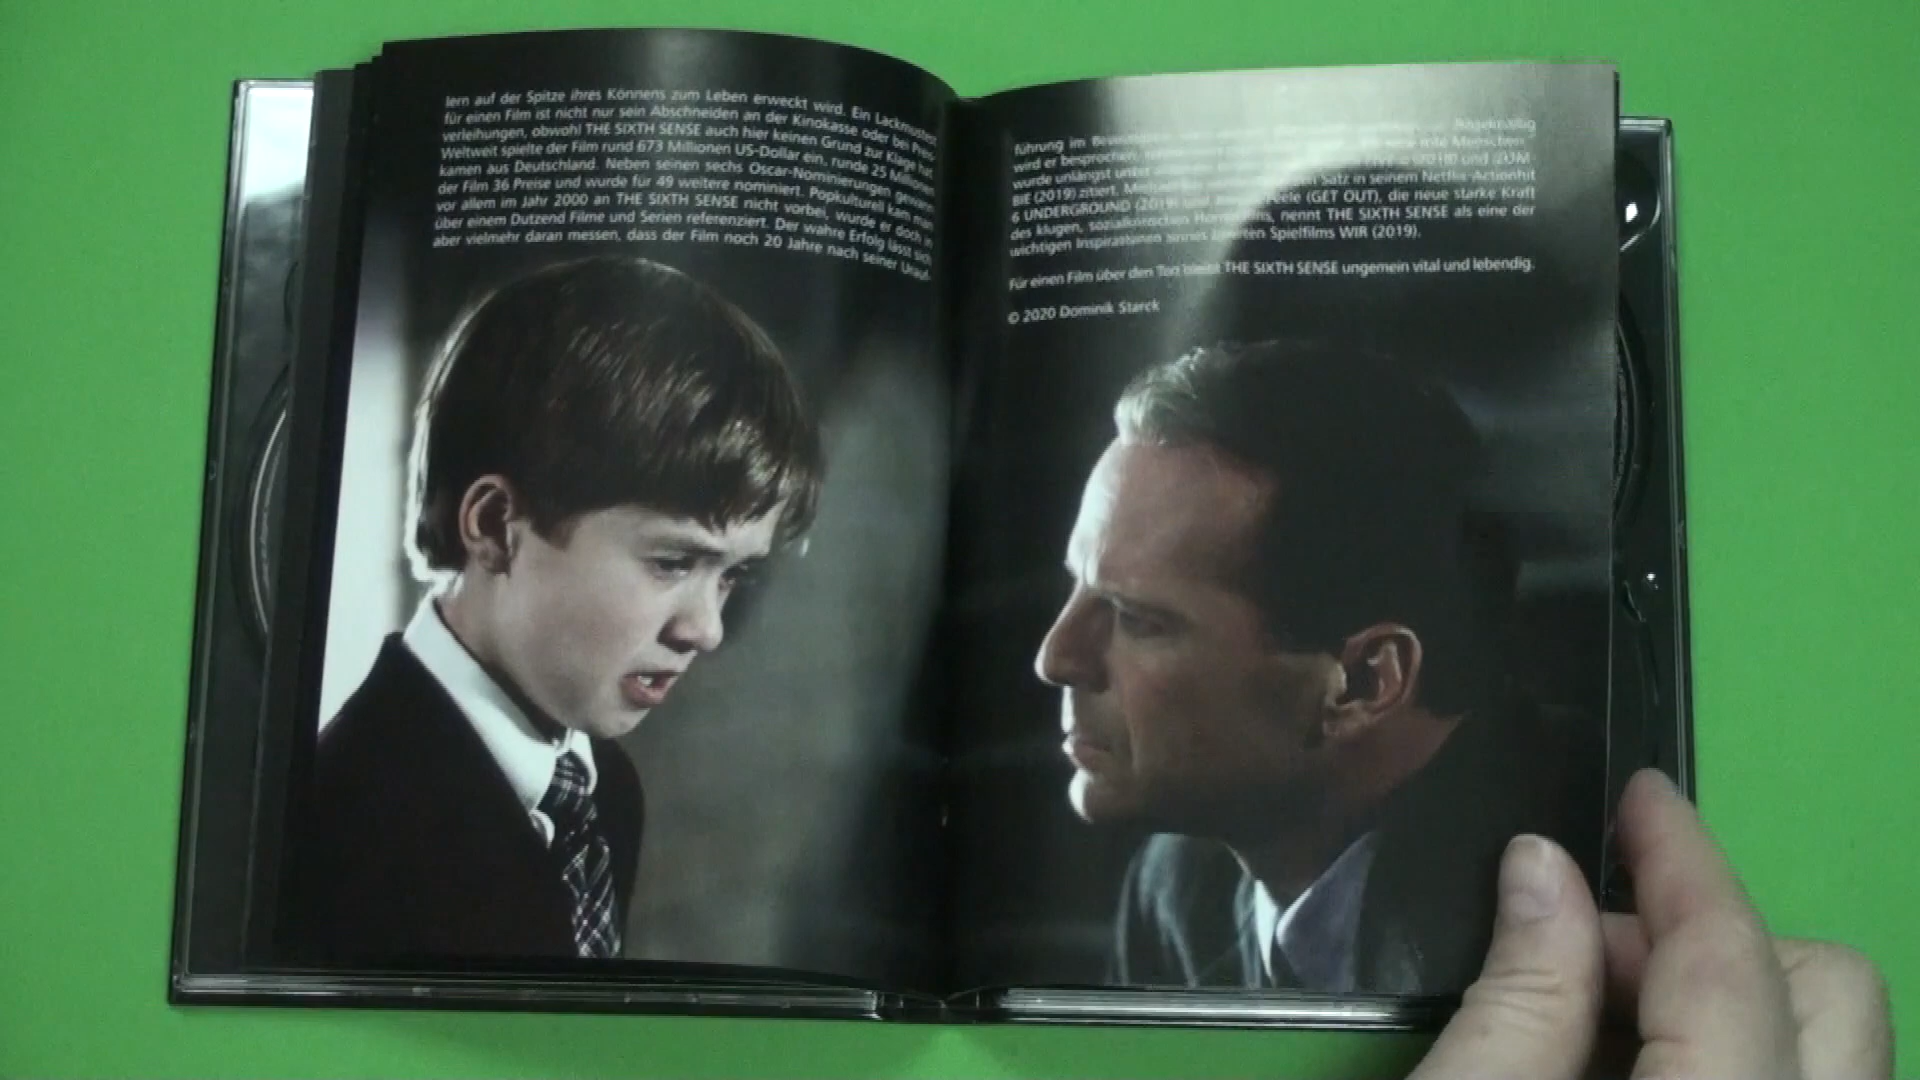 lern auf der Spitze ihres Könnens zum Leben erweckt wird. Ein Lackmustest
für einen Film ist nicht nur sein Abschneiden an der Kinokasse oder bei Preis-
verleihungen, obwohl THE SIXTH SENSE auch hier keinen Grund zur Klage hat.
Weltweit spielte der Film rund 673 Millionen US-Dollar ein, runde 25 Millionen
kamen aus Deutschland. Neben seinen sechs Oscar-Nominierungen gewann
der Film 36 Preise und wurde für 49 weitere nominiert. Popkulturell kam man
vor allem im Jahr 2000 an THE SIXTH SENSE nicht vorbei, wurde er doch in
über einem Dutzend Filme und Serien referenziert. Der wahre Erfolg lässt sich
aber vielmehr daran messen, dass der Film noch 20 Jahre nach seiner Urauf-
führung im
wird er besprochen,
wurde unlängst (2018) und ZOM-
BIE (2019) zitiert. Satz in seinem Netflix-Actionhit
6 UNDERGROUND (2019) und (GET OUT), die neue starke Kraft
des klugen, sozialkritischen nennt THE SIXTH SENSE als eine der
wichtigen Inspirationen seines zweiten Spielfilms WIR (2019).
Für einen Film über den Tod bleibt THE SIXTH SENSE ungemein vital und lebendig.
© 2020 Dominik Starck